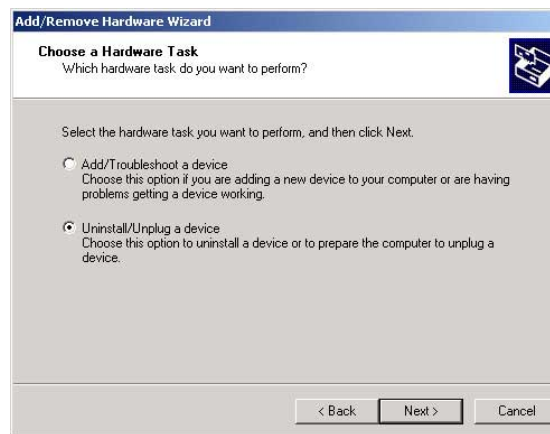 Add/Remove Hardware Wizard
Choose a Hardware Task
Which hardware task do you want to perform?
Select the hardware task you want to perform, and then click Next.
Add/Troubleshoot a device
Choose this option if you are adding a new device to your computer or are having
problems getting a device working.
Uninstall/Unplug a device
Choose this option to uninstall a device or to prepare the computer to unplug a
device.
< Back Next > Cancel